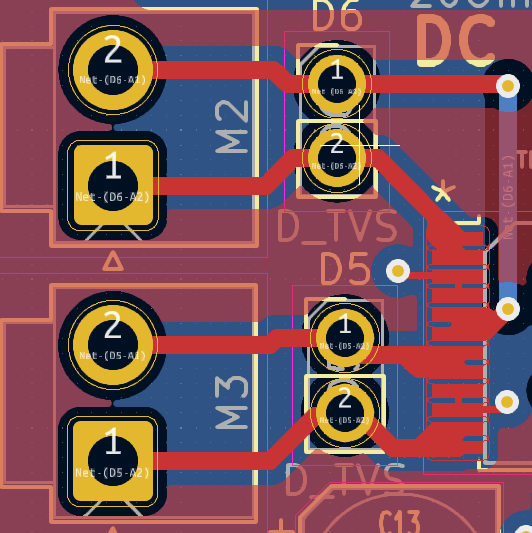 D6
DC
2
Net-(D6-A1)
M2
1
Net-(D6-A1)
2
Net-(D6-A2)
1
Net-(D6-A2)
Net-(D6-A1)
*
D_TVS
D5
2
Net-(D5-A1)
M3
1
Net-(D5-A1)
2
Net-(D5-A2)
1
Net-(D5-A2)
D_TVS
C13
+